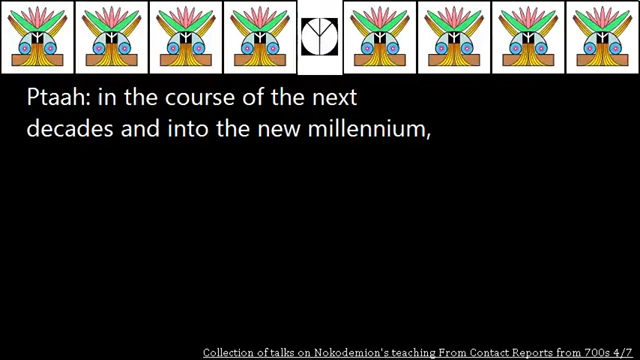 Ptaah: in the course of the next
decades and into the new millennium,
Collection of talks on Nokodemion's teaching From Contact Reports from 700s 4/7